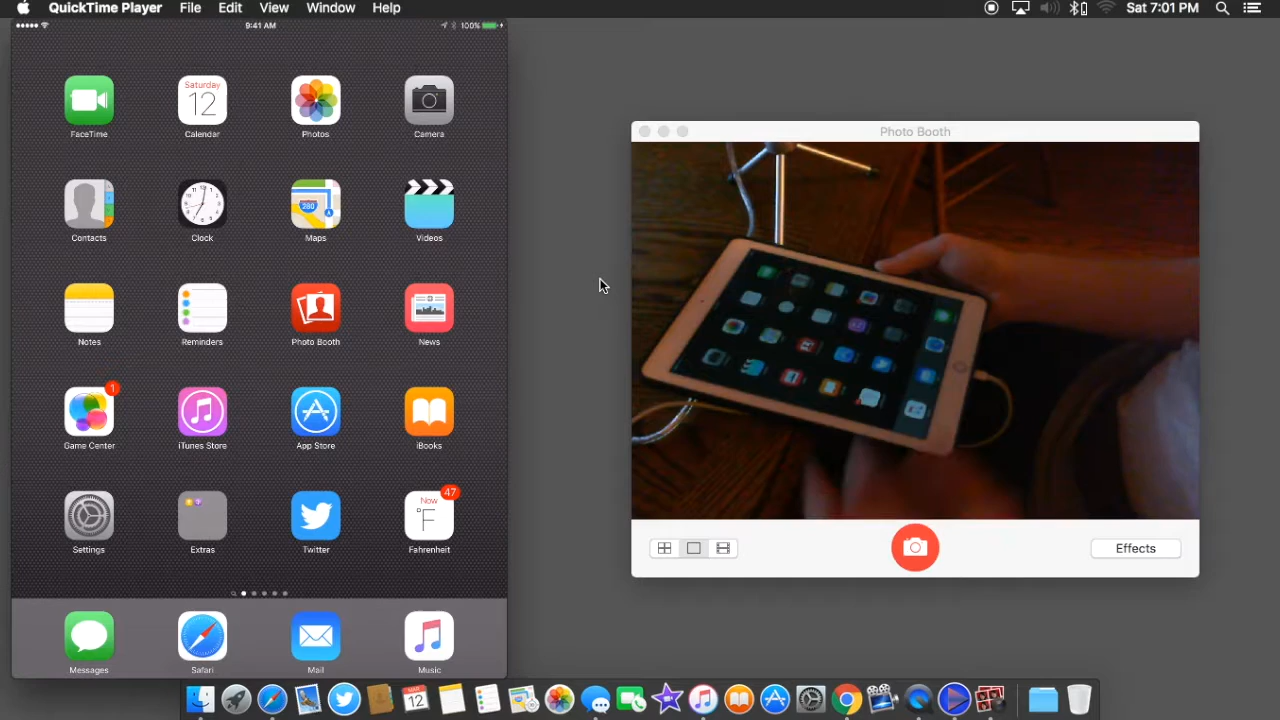 QuickTime Player File Edit View Window Help Sat 7:01 PM
9:41 AM 100%
Saturday
12
FaceTime Calendar Photos Camera
280
Contacts Clock Maps Videos
Notes Reminders Photo Booth News
1
Game Center iTunes Store App Store iBooks
47
Now
°F
Settings Extras Twitter Fahrenheit
Messages Safari Mail Music
Photo Booth
Effects
MAR
12